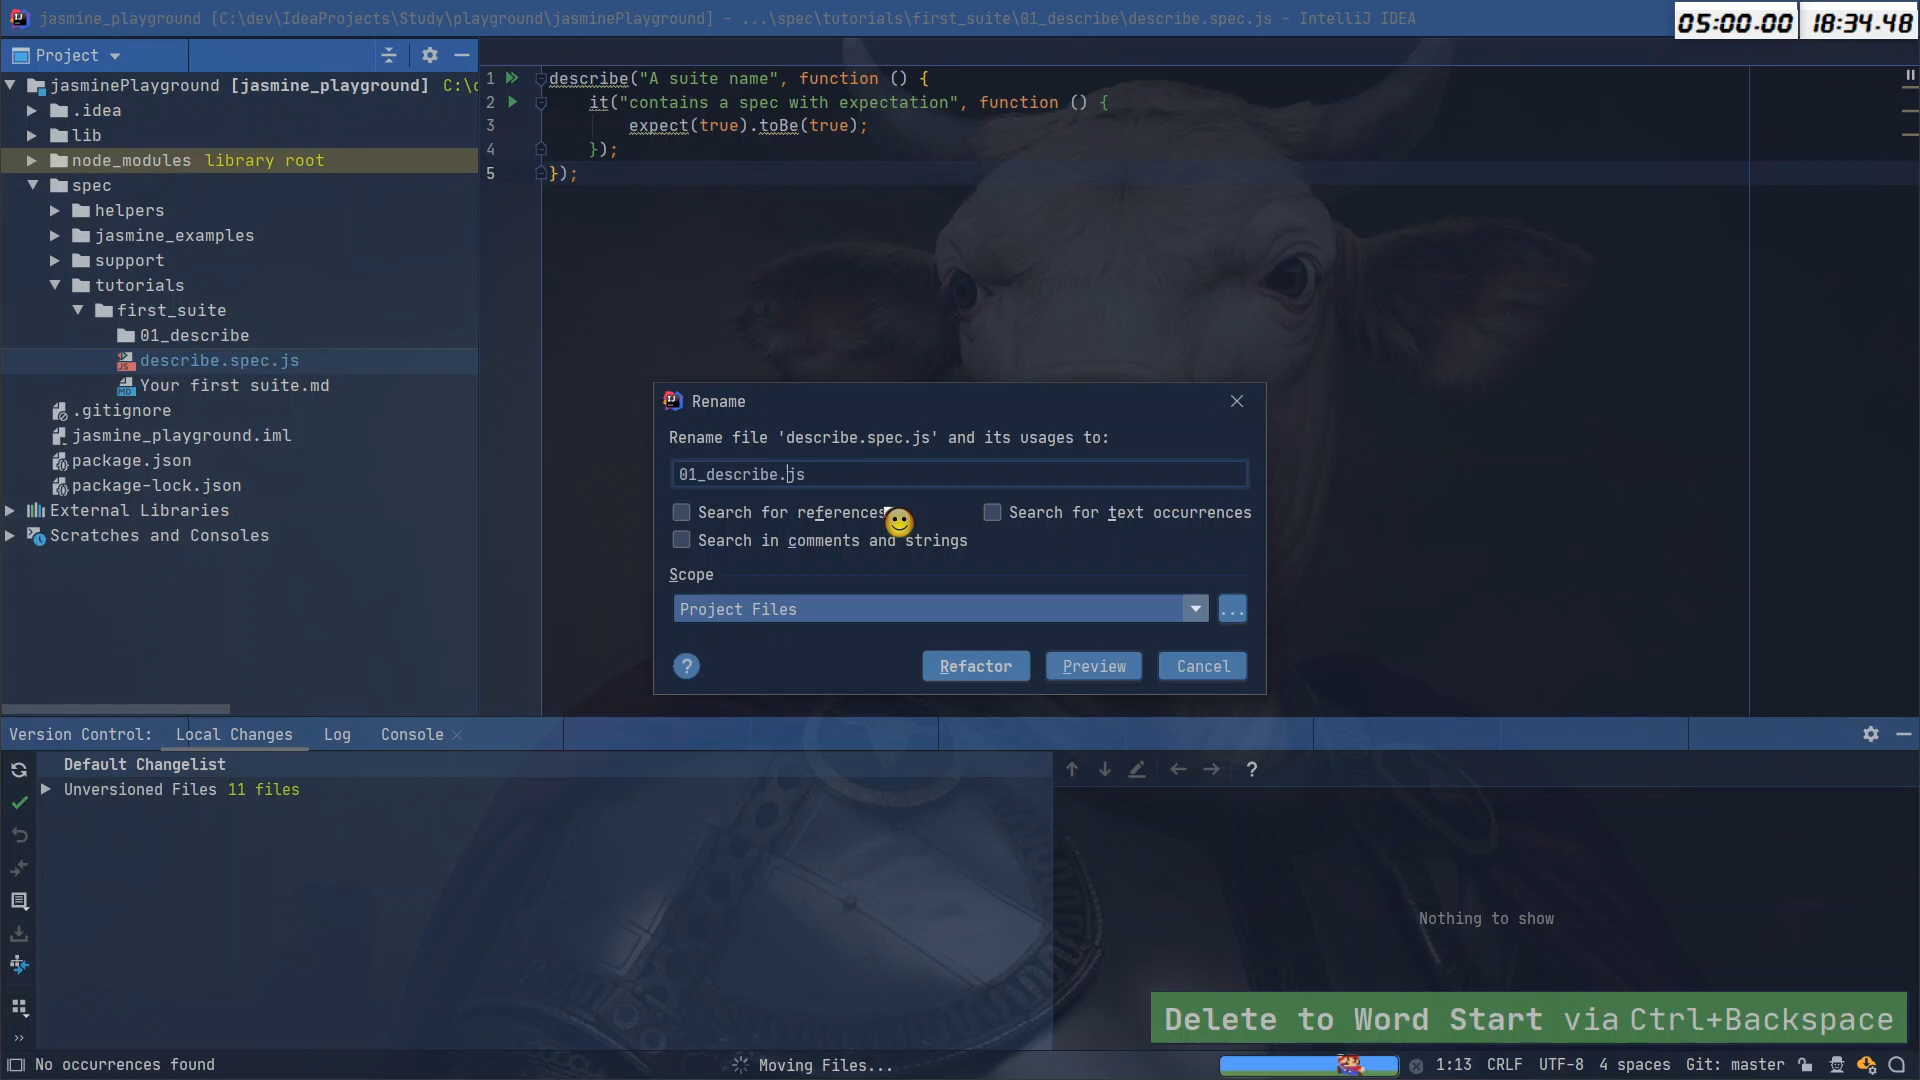 jasmine_playground [C:\dev\IdeaProjects\Study\playground\jasminePlayground] - ...\spec\tutorials\first_suite\01_describe\describe.spec.js - IntelliJ IDEA
05:00.00 18:34.48
Project
jasminePlayground [jasmine_playground] C:\
.idea
lib
node_modules library root
spec
helpers
jasmine_examples
support
tutorials
first_suite
01_describe
describe.spec.js
Your first suite.md
.gitignore
jasmine_playground.iml
package.json
package-lock.json
External Libraries
Scratches and Consoles
1 describe("A suite name", function () {
2 it("contains a spec with expectation", function () {
3 expect(true).toBe(true);
4 });
5 });
Rename
Rename file 'describe.spec.js' and its usages to:
01_describe.js
Search for references
Search for text occurrences
Search in comments and strings
Scope
Project Files
...
? Refactor Preview Cancel
Version Control: Local Changes Log Console
Default Changelist
Unversioned Files 11 files
?
Nothing to show
Delete to Word Start via Ctrl+Backspace
No occurrences found
Moving Files...
1:13 CRLF UTF-8 4 spaces Git: master